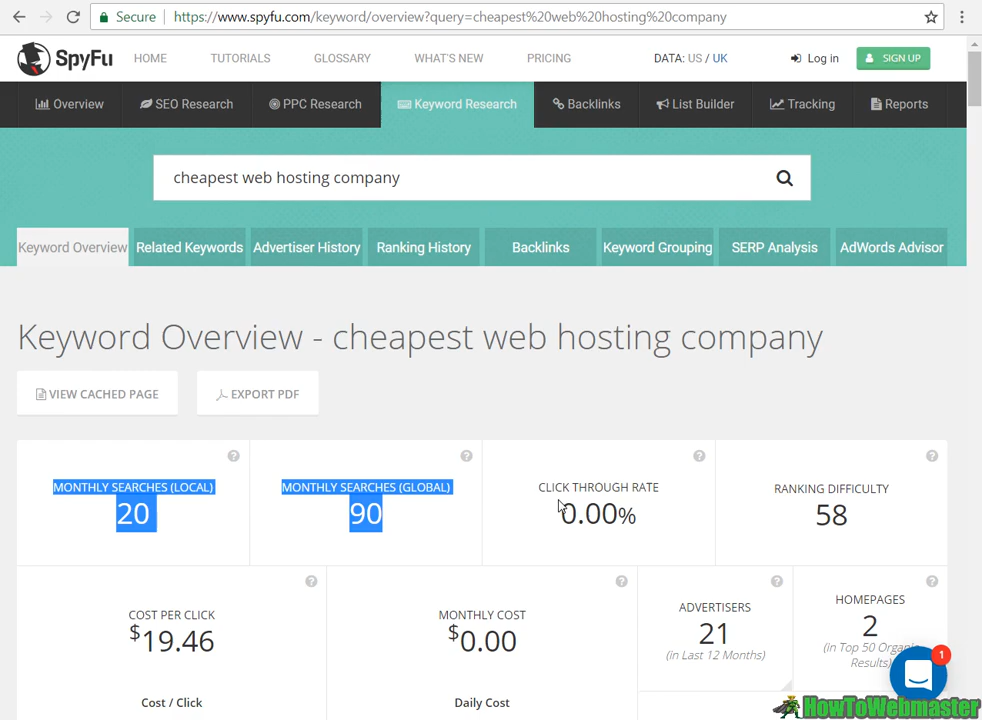 Secure https://www.spyfu.com/keyword/overview?query=cheapest%20web%20hosting%20company
SpyFu HOME TUTORIALS GLOSSARY WHAT'S NEW PRICING DATA: US / UK Log in SIGN UP
Overview SEO Research PPC Research Keyword Research Backlinks List Builder Tracking Reports
cheapest web hosting company
Keyword Overview Related Keywords Advertiser History Ranking History Backlinks Keyword Grouping SERP Analysis AdWords Advisor
Keyword Overview - cheapest web hosting company
VIEW CACHED PAGE EXPORT PDF
? ? ? ?
MONTHLY SEARCHES (LOCAL) MONTHLY SEARCHES (GLOBAL) CLICK THROUGH RATE RANKING DIFFICULTY
20 90 0.00% 58
? ? ? ?
COST PER CLICK MONTHLY COST ADVERTISERS HOMEPAGES
$19.46 $0.00 21 2
(in Last 12 Months) (in Top 50 Organic
Results)
1
Cost / Click Daily Cost
HowToWebmaster